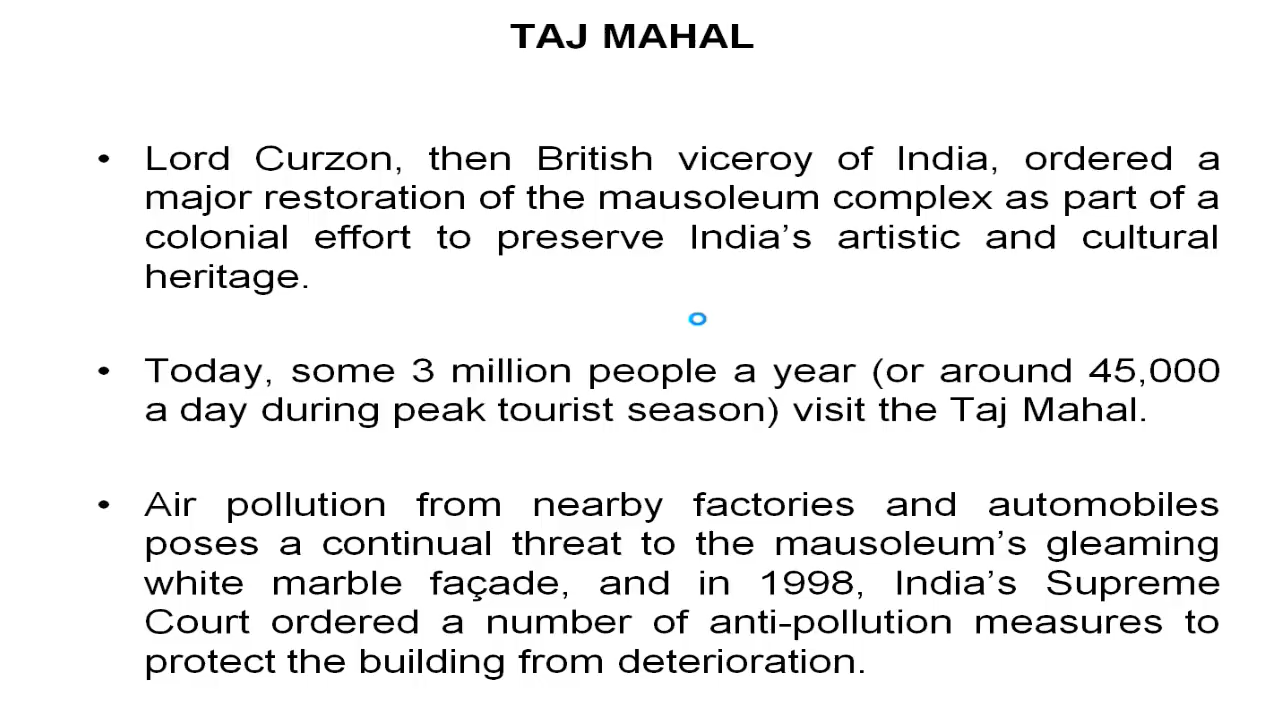 TAJ MAHAL
• Lord Curzon, then British viceroy of India, ordered a
major restoration of the mausoleum complex as part of a
colonial effort to preserve India’s artistic and cultural
heritage.
• Today, some 3 million people a year (or around 45,000
a day during peak tourist season) visit the Taj Mahal.
• Air pollution from nearby factories and automobiles
poses a continual threat to the mausoleum’s gleaming
white marble façade, and in 1998, India’s Supreme
Court ordered a number of anti-pollution measures to
protect the building from deterioration.